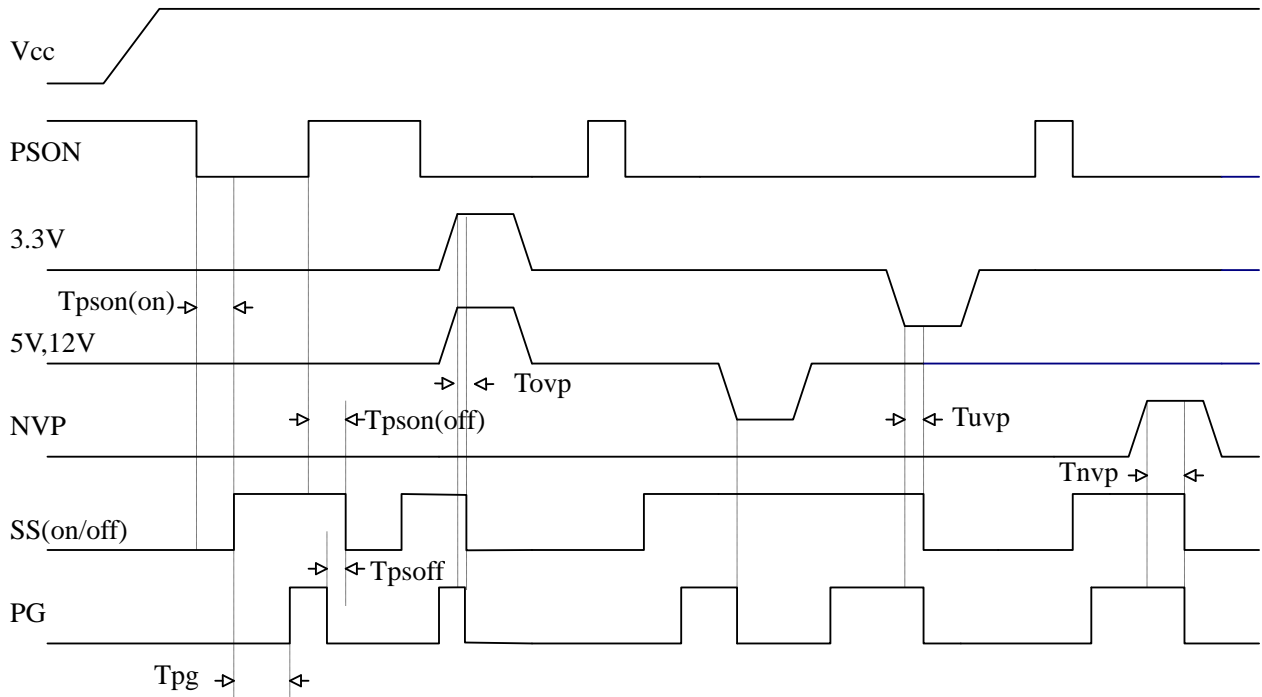 Vcc
PSON
3.3V
Tpson(on)
5V,12V
Tovp
Tpson(off)
Tuvp
NVP
Tnvp
SS(on/off)
Tpsoff
PG
Tpg